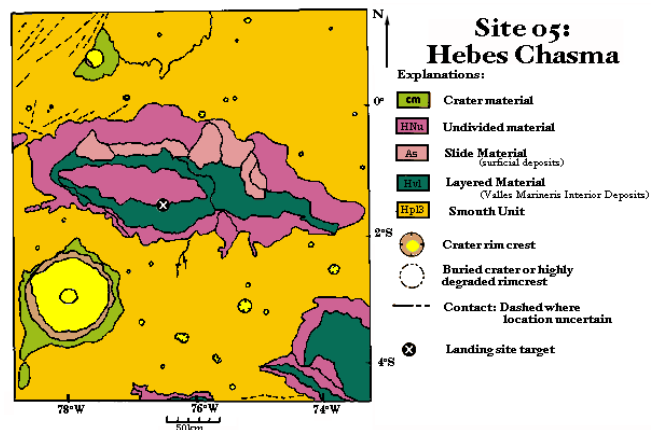 Site 05:
Hebes Chasma
N
Explanations:
cm Crater material
HNu Undivided material
As Slide Material
(surficial deposits)
Hvl Layered Material
(Valles Marineris Interior Deposits)
Hpl3 Smouth Unit
Crater rim crest
Buried crater or highly
degraded rimcrest
Contact: Dashed where
location uncertain
Landing site target
0°
2°S
4°S
78°W 76°W 74°W
50km